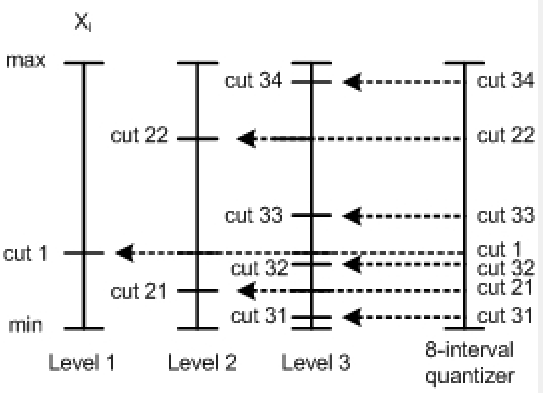 Xᵢ
max
cut 34
cut 34
cut 22
cut 22
cut 33
cut 33
cut 1
cut 1
cut 32
cut 32
cut 21
cut 21
cut 31
cut 31
min
Level 1
Level 2
Level 3
8-interval
quantizer